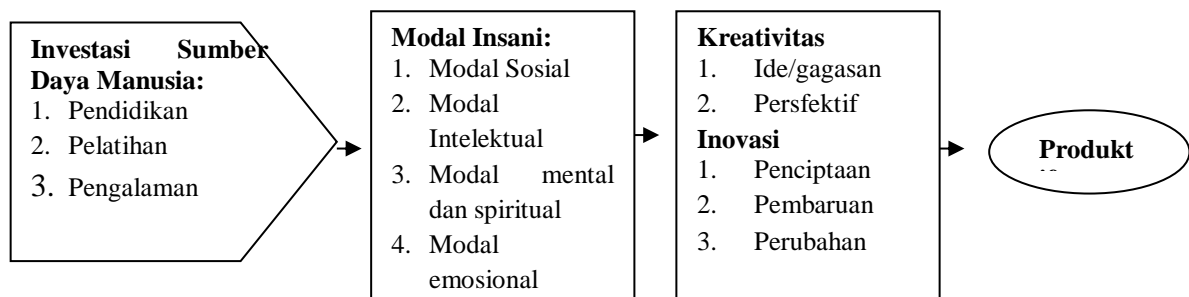 Investasi Sumber
Daya Manusia:
1. Pendidikan
2. Pelatihan
3. Pengalaman
Modal Insani:
1. Modal Sosial
2. Modal
Intelektual
3. Modal mental
dan spiritual
4. Modal
emosional
Kreativitas
1. Ide/gagasan
2. Persfektif
Inovasi
1. Penciptaan
2. Pembaruan
3. Perubahan
Produkt